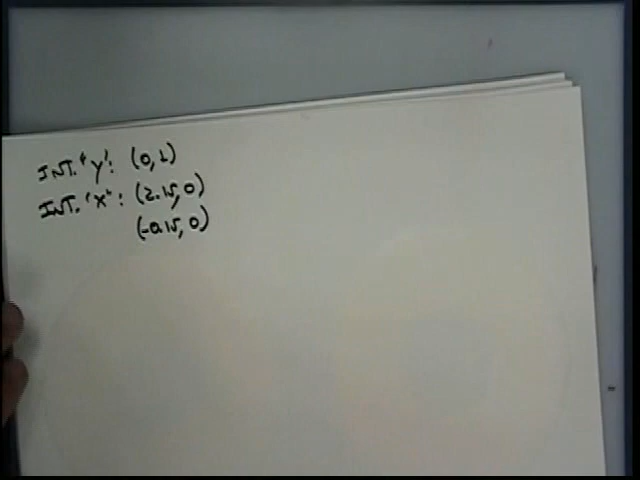 INT. "Y": (0,1)
INT. "X": (2.15,0)
(-0.15,0)